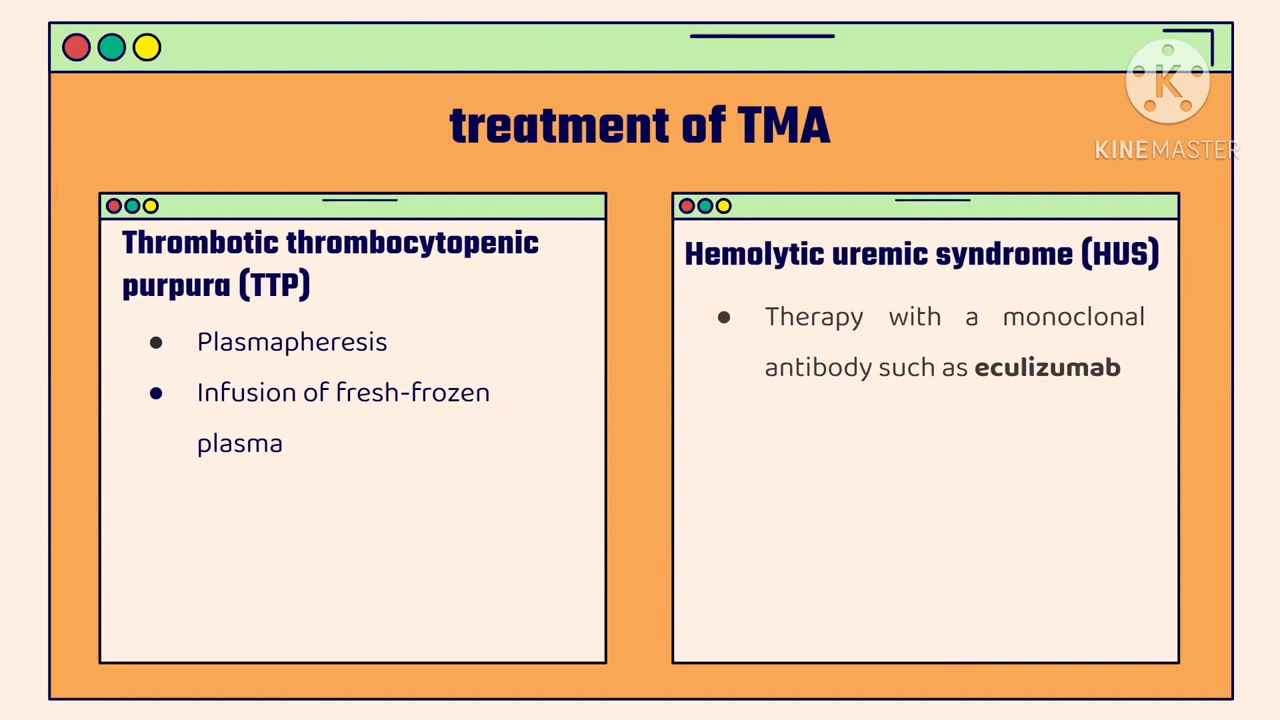 K
KINEMASTER
treatment of TMA
Thrombotic thrombocytopenic
purpura (TTP)
● Plasmapheresis
● Infusion of fresh-frozen
plasma
Hemolytic uremic syndrome (HUS)
● Therapy with a monoclonal
antibody such as eculizumab